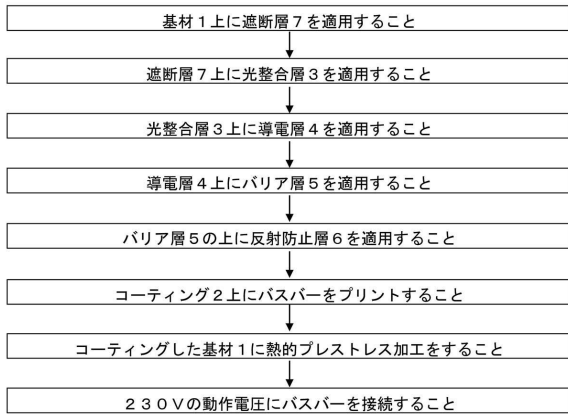 基材１上に遮断層７を適用すること
遮断層７上に光整合層３を適用すること
光整合層３上に導電層４を適用すること
導電層４上にバリア層５を適用すること
バリア層５の上に反射防止層６を適用すること
コーティング２上にバスバーをプリントすること
コーティングした基材１に熱的プレストレス加工をすること
２３０Ｖの動作電圧にバスバーを接続すること